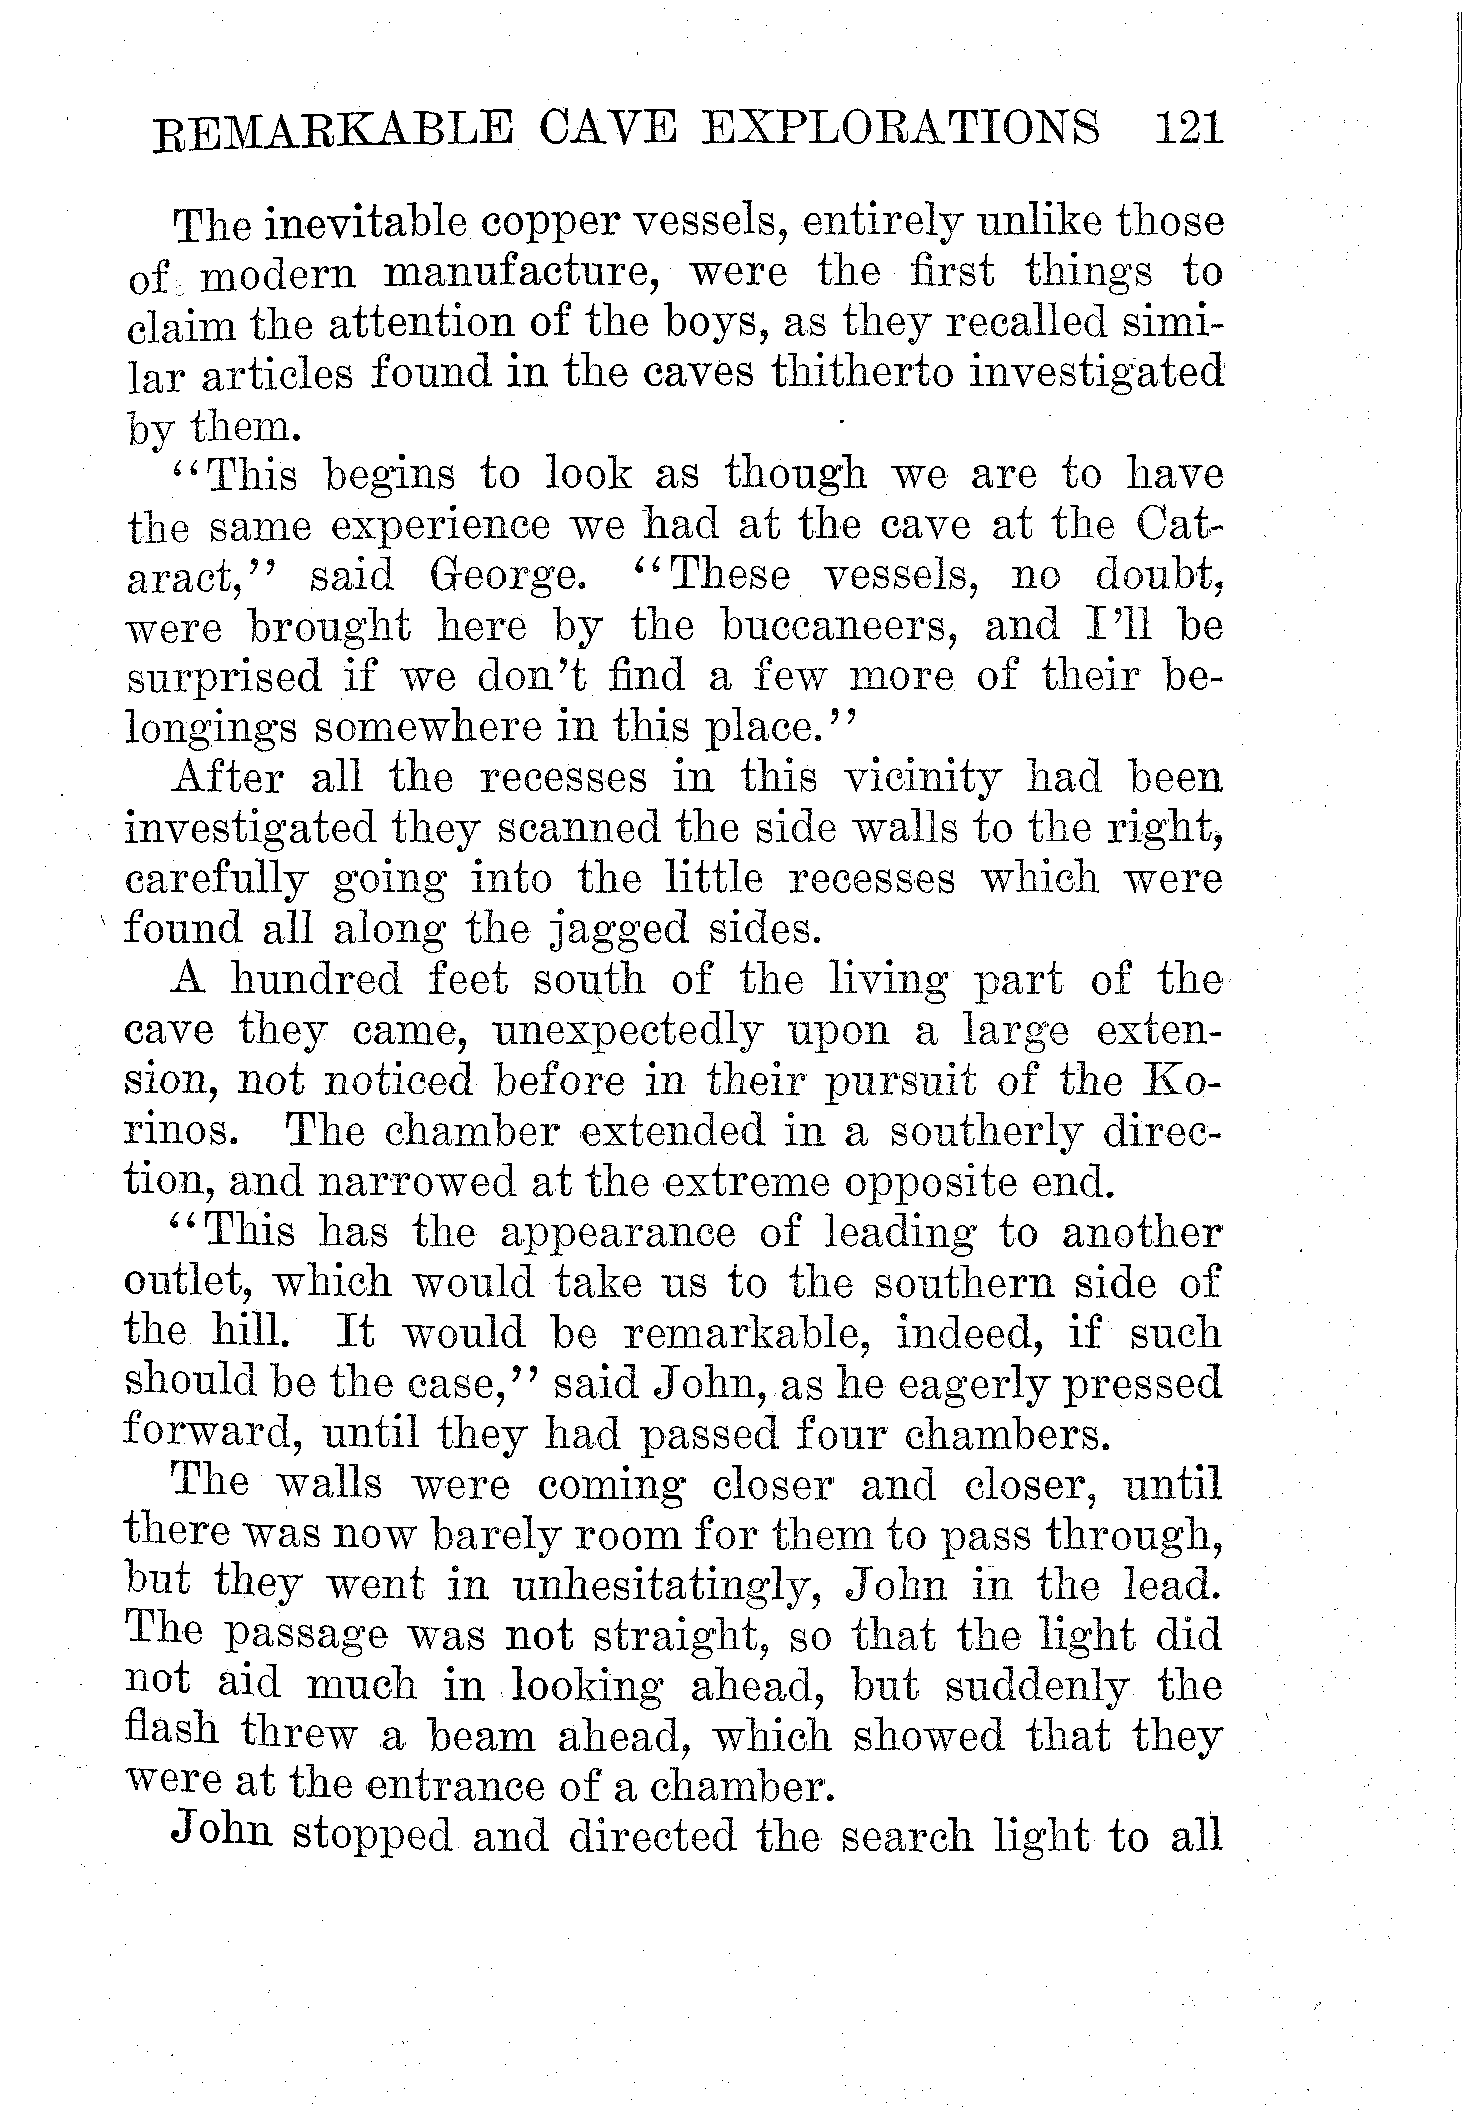 REMARKABLE CAVE EXPLORATIONS 121
The inevitable copper vessels, entirely unlike those
of modern manufacture, were the first things to
claim the attention of the boys, as they recalled simi-
lar articles found in the caves thitherto investigated
by them.
"This begins to look as though we are to have
the same experience we had at the cave at the Cat-
aract," said George. "These vessels, no doubt,
were brought here by the buccaneers, and I'll be
surprised if we don't find a few more of their be-
longings somewhere in this place."
After all the recesses in this vicinity had been
investigated they scanned the side walls to the right,
carefully going into the little recesses which were
found all along the jagged sides.
A hundred feet south of the living part of the
cave they came, unexpectedly upon a large exten-
sion, not noticed before in their pursuit of the Ko-
rinos. The chamber extended in a southerly direc-
tion, and narrowed at the extreme opposite end.
"This has the appearance of leading to another
outlet, which would take us to the southern side of
the hill. It would be remarkable, indeed, if such
should be the case," said John, as he eagerly pressed
forward, until they had passed four chambers.
The walls were coming closer and closer, until
there was now barely room for them to pass through,
but they went in unhesitatingly, John in the lead.
The passage was not straight, so that the light did
not aid much in looking ahead, but suddenly the
flash threw a beam ahead, which showed that they
were at the entrance of a chamber.
John stopped and directed the search light to all